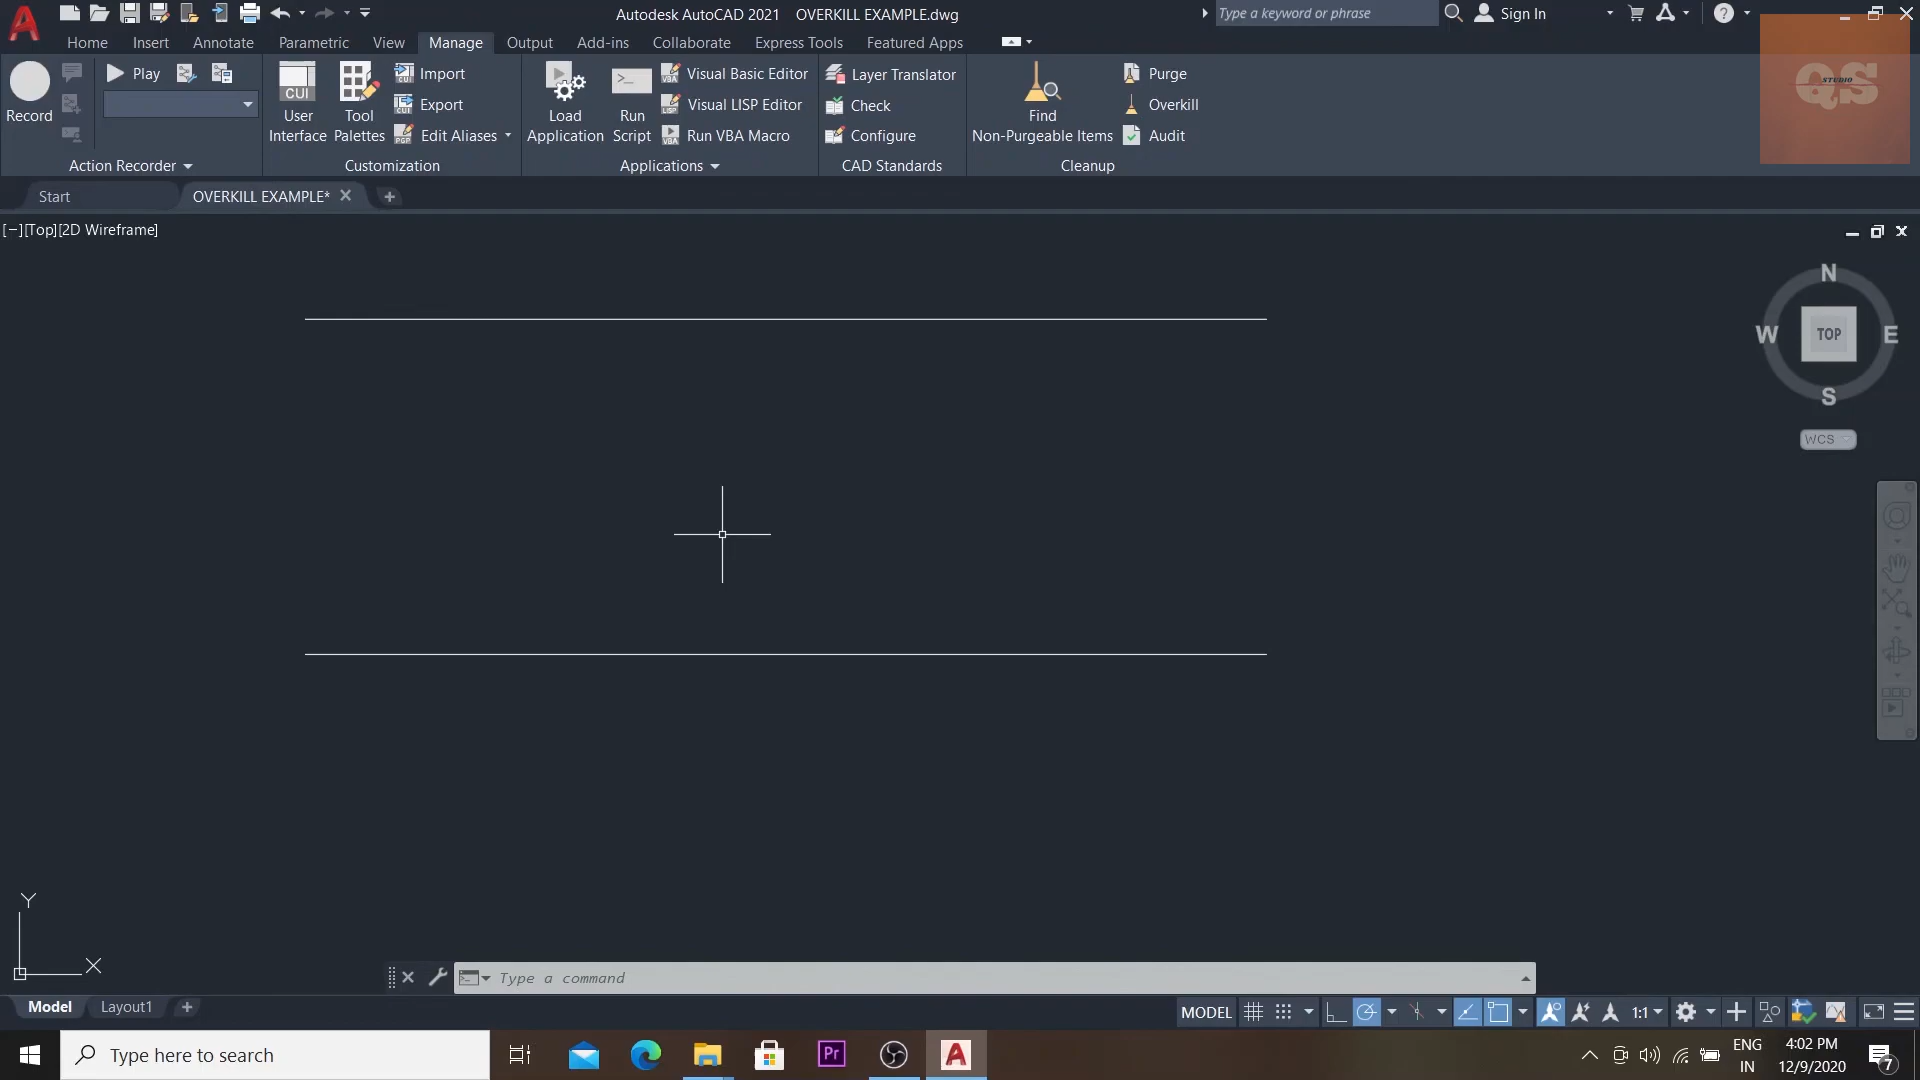 Autodesk AutoCAD 2021 OVERKILL EXAMPLE.dwg
Type a keyword or phrase
Sign In
Home Insert Annotate Parametric View Manage Output Add-ins Collaborate Express Tools Featured Apps
Record
Play
Action Recorder
CUI
User
Interface
Tool
Palettes
Import
Export
Edit Aliases
Customization
Load
Application
Run
Script
Visual Basic Editor
Visual LISP Editor
Run VBA Macro
Applications
Layer Translator
Check
Configure
CAD Standards
Find
Non-Purgeable Items
Purge
Overkill
Audit
Cleanup
QS
STUDIO
Start
OVERKILL EXAMPLE*
[−][Top][2D Wireframe]
N
W
TOP
E
S
WCS
Y
X
Type a command
Model
Layout1
MODEL
1:1
Type here to search
Pr
ENG
IN
4:02 PM
12/9/2020
7